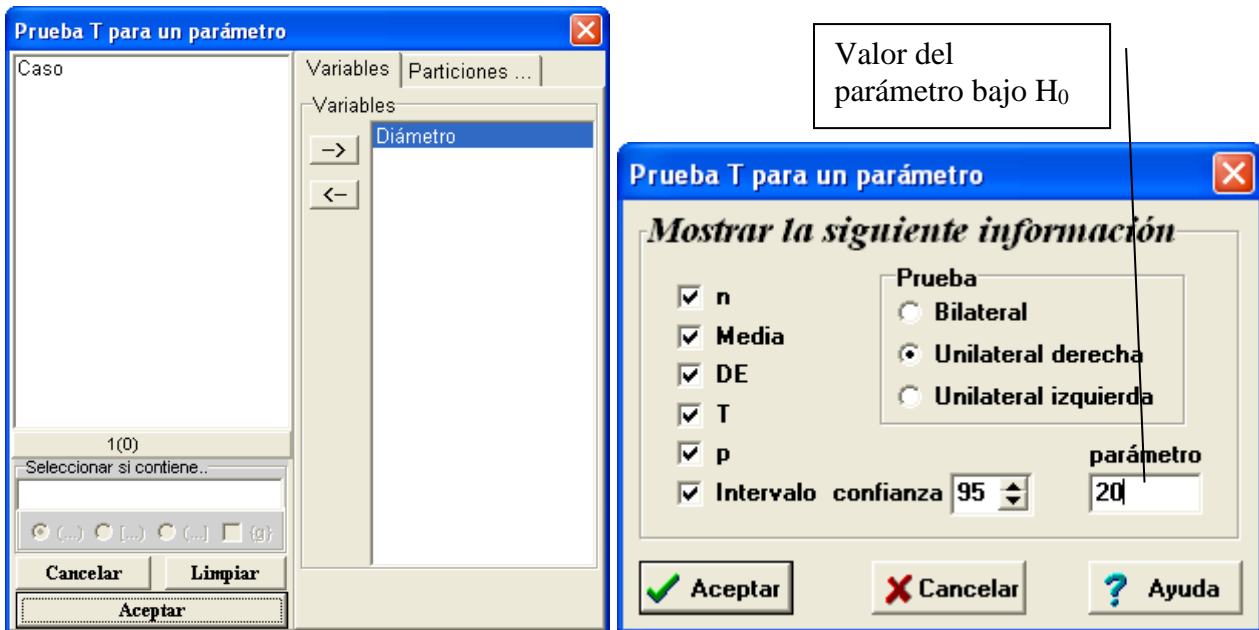 Prueba T para un parámetro
Caso
1(0)
Seleccionar si contiene..
(...) [...) (...] {g}
Cancelar Limpiar
Aceptar
Variables Particiones ...
Variables
–>
<–
Diámetro
Valor del
parámetro bajo H₀
Prueba T para un parámetro
Mostrar la siguiente información
n
Media
DE
T
p
Intervalo confianza 95
Prueba
Bilateral
Unilateral derecha
Unilateral izquierda
parámetro
20
Aceptar Cancelar ? Ayuda